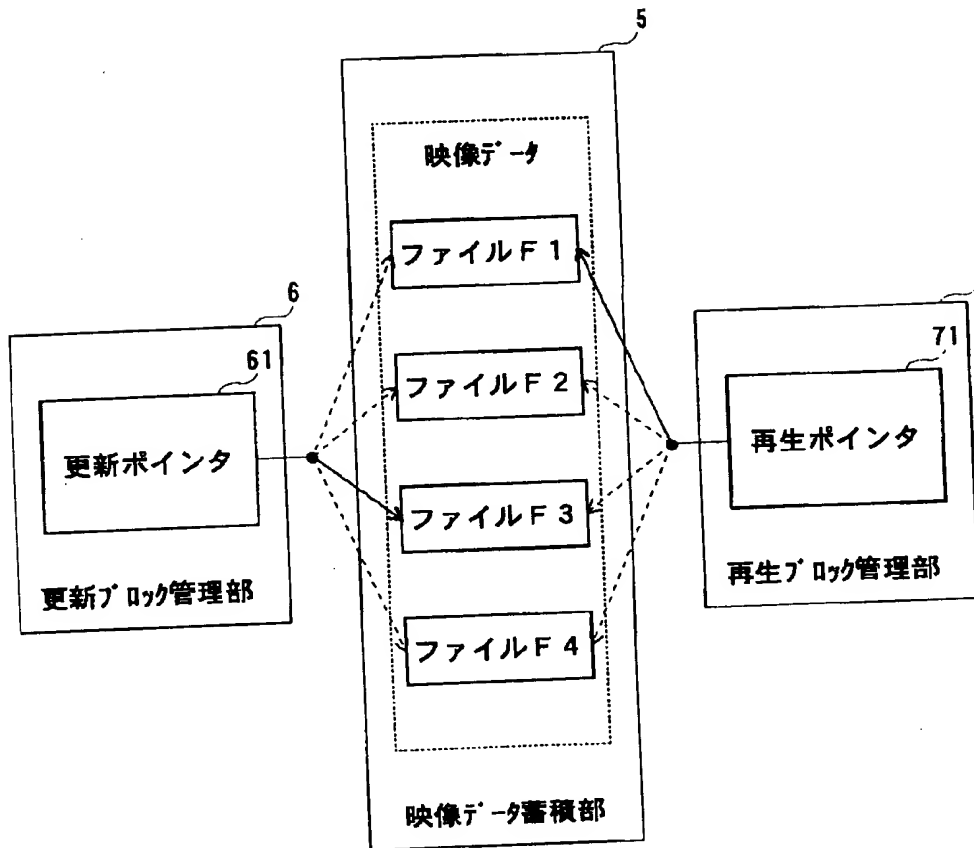 5
映像データ
ファイルF1
ファイルF2
ファイルF3
ファイルF4
映像データ蓄積部
6
61
更新ポインタ
更新ブロック管理部
71
再生ポインタ
再生ブロック管理部